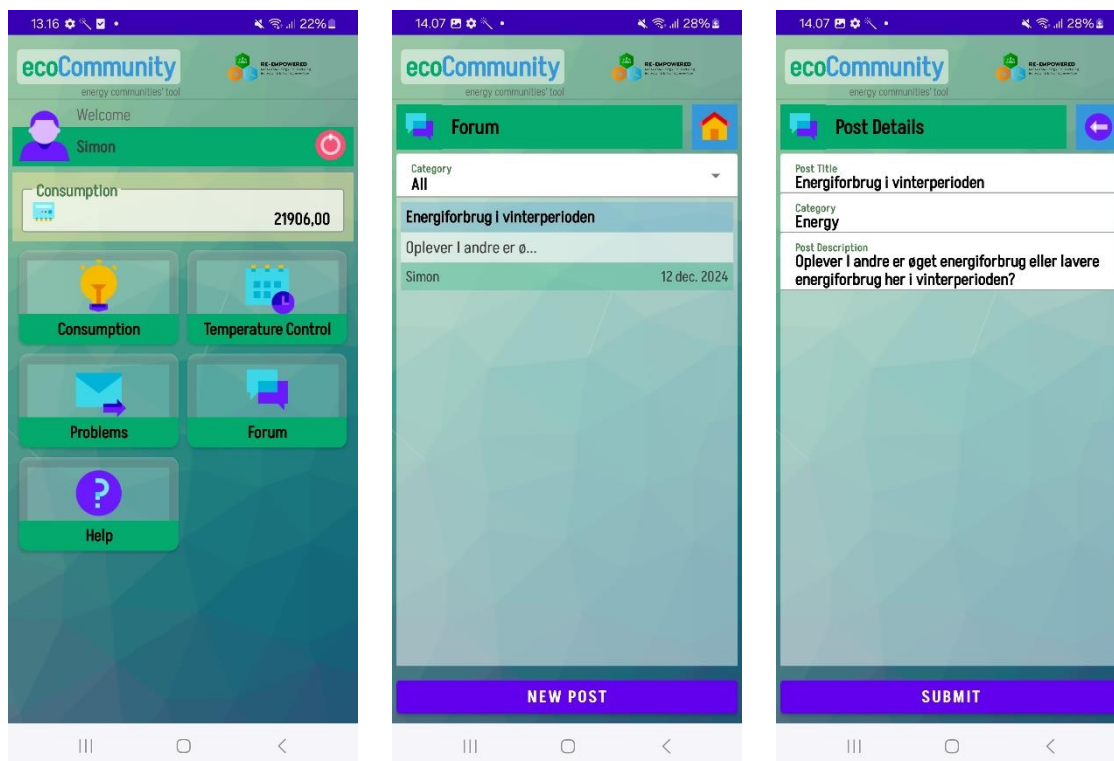 13.16
22%
ecoCommunity
RE-EMPOWERED
energy communities' tool
Welcome
Simon
Consumption
21906,00
Consumption
Temperature Control
Problems
Forum
?
Help
14.07
28%
ecoCommunity
RE-EMPOWERED
energy communities' tool
Forum
Category
All
Energiforbrug i vinterperioden
Oplever I andre er ø...
Simon
12 dec. 2024
NEW POST
14.07
28%
ecoCommunity
RE-EMPOWERED
energy communities' tool
Post Details
Post Title
Energiforbrug i vinterperioden
Category
Energy
Post Description
Oplever I andre er øget energiforbrug eller lavere
energiforbrug her i vinterperioden?
SUBMIT